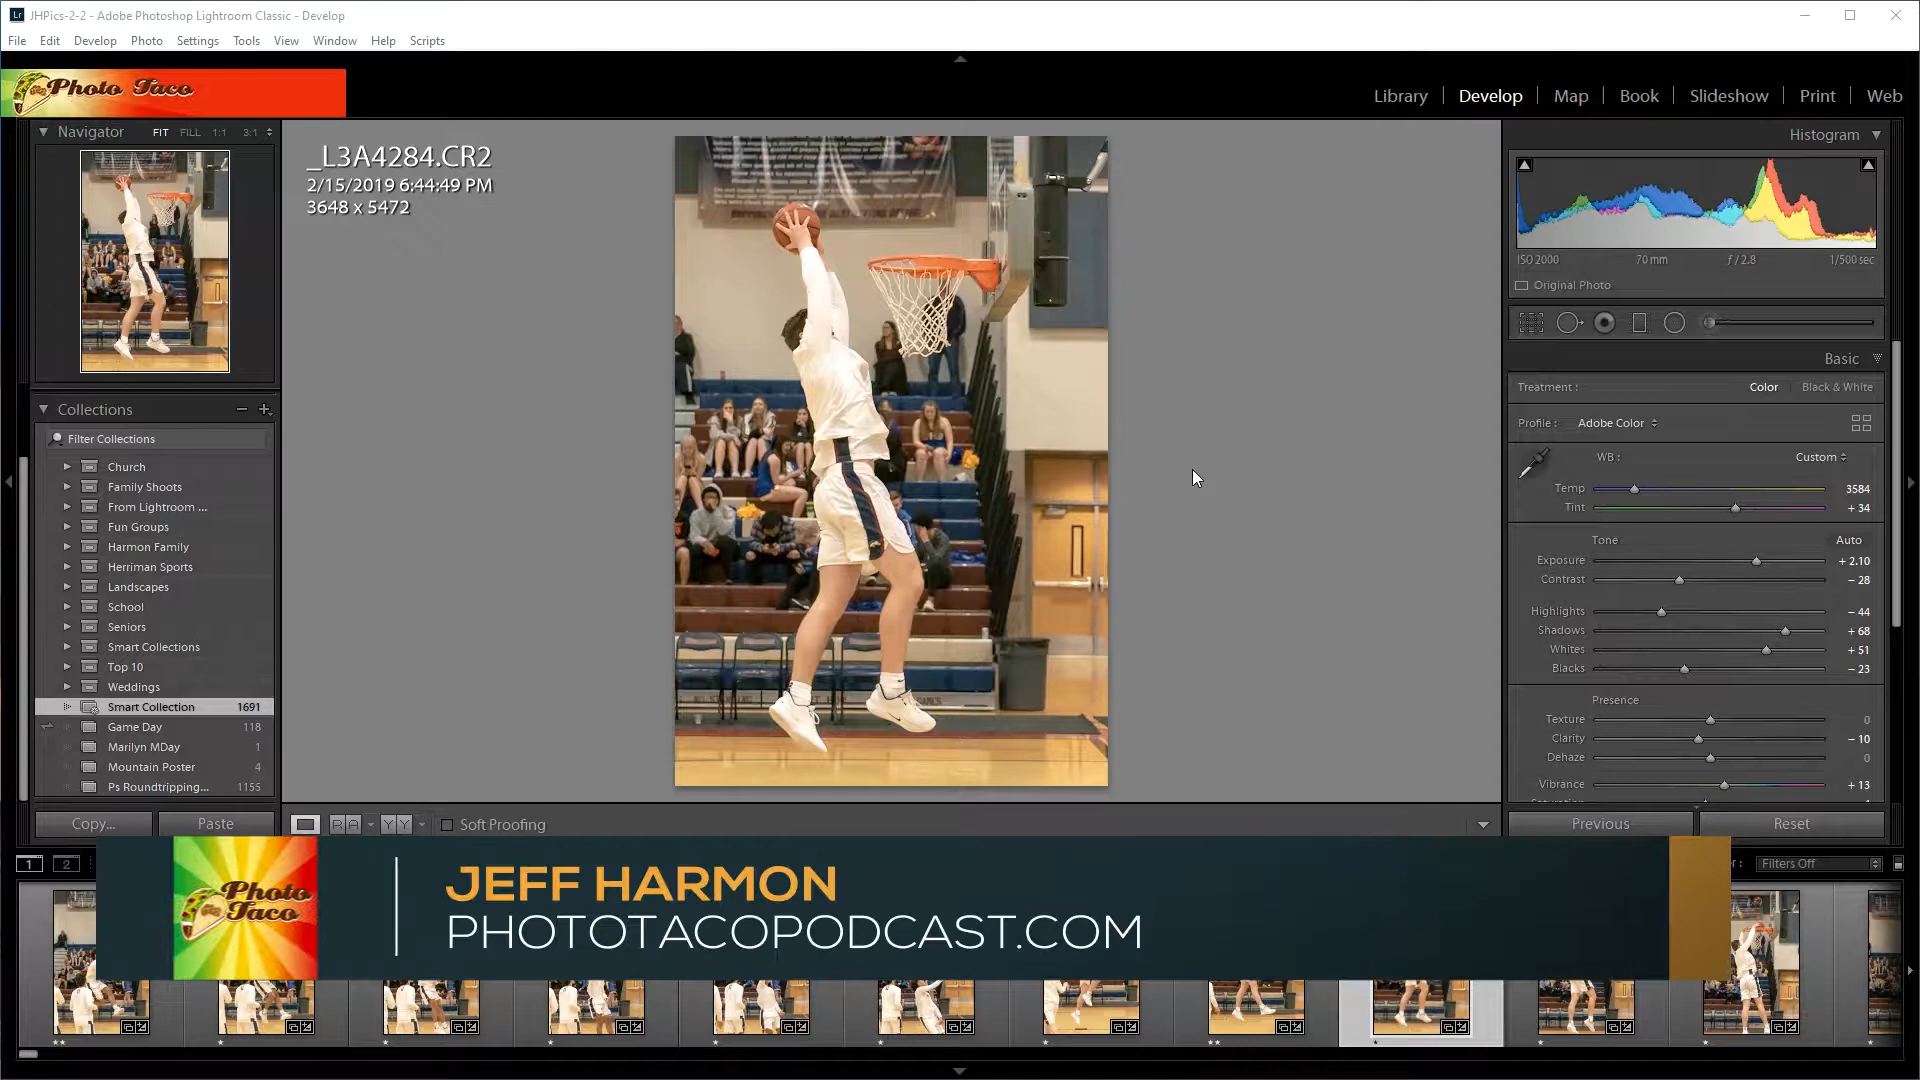 JHPics-2-2 - Adobe Photoshop Lightroom Classic - Develop
File Edit Develop Photo Settings Tools View Window Help Scripts
Photo Taco
Library Develop Map Book Slideshow Print Web
Navigator FIT FILL 1:1 3:1
Histogram
_L3A4284.CR2
2/15/2019 6:44:49 PM
3648 x 5472
ISO 2000 70 mm ƒ / 2.8 1/500 sec
Original Photo
Basic
Treatment : Color Black & White
Profile : Adobe Color
WB : Custom
Temp 3584
Tint + 34
Tone Auto
Exposure + 2.10
Contrast – 28
Highlights – 44
Shadows + 68
Whites + 51
Blacks – 23
Presence
Texture 0
Clarity – 10
Dehaze 0
Vibrance + 13
Collections
Filter Collections
Church
Family Shoots
From Lightroom ...
Fun Groups
Harmon Family
Herriman Sports
Landscapes
School
Seniors
Smart Collections
Top 10
Weddings
Smart Collection 1691
Game Day 118
Marilyn MDay 1
Mountain Poster 4
Ps Roundtripping... 1155
Copy... Paste
R A Y Y Soft Proofing
Previous Reset
1 2
Filters Off
Photo Taco
JEFF HARMON
PHOTOTACOPODCAST.COM